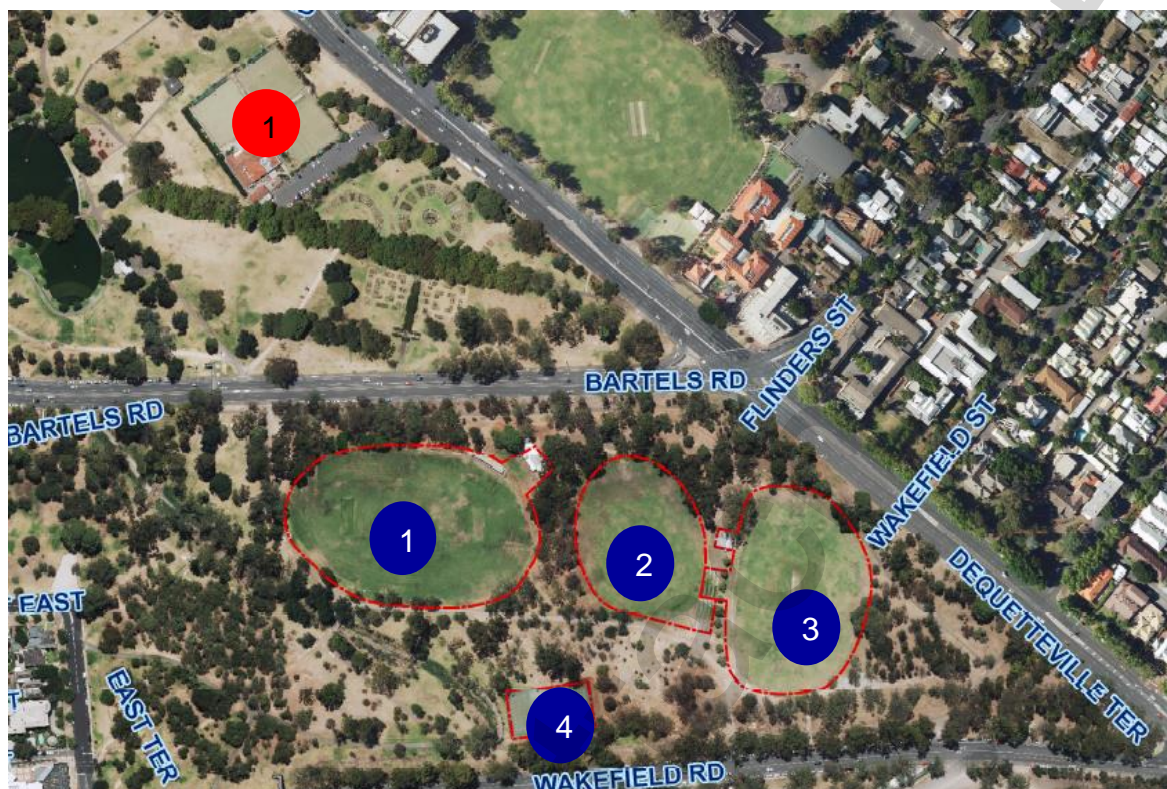 1
BARTELS RD
FLINDERS ST
BARTELS RD
WAKEFIELD ST
1
2
3
EAST
DEQUETTEVILLE TER
EAST TER
4
WAKEFIELD RD